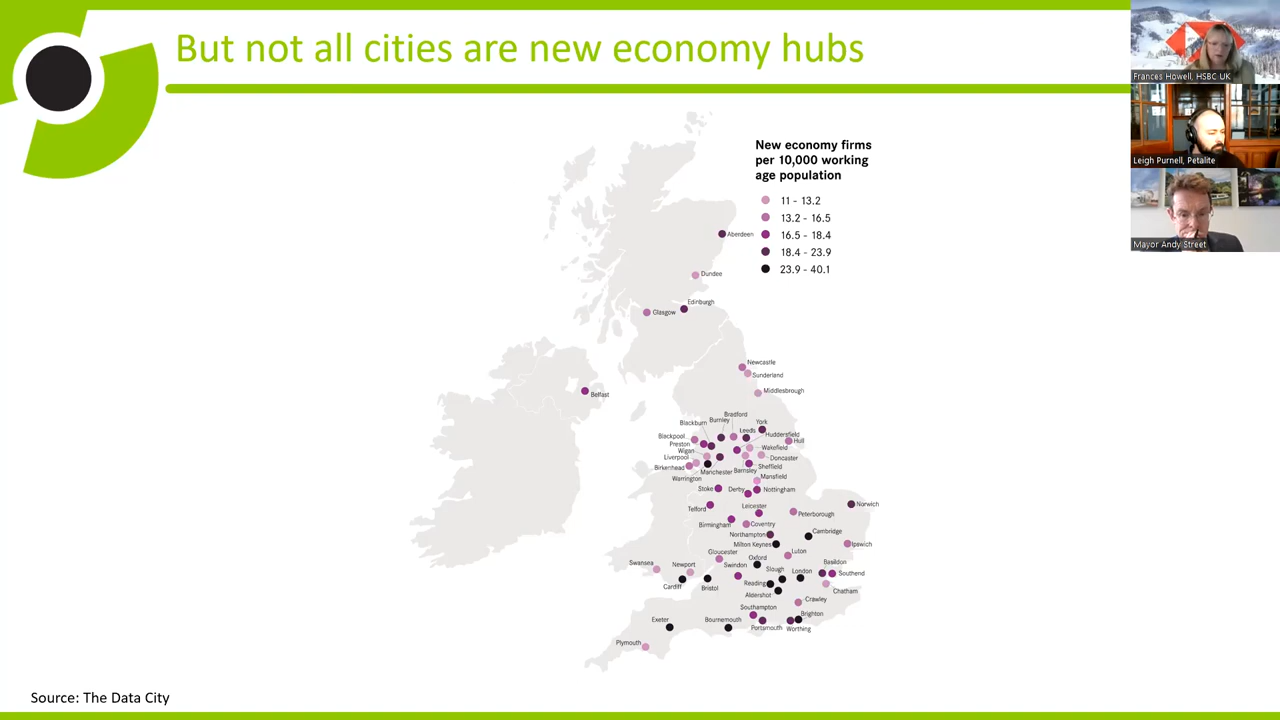 But not all cities are new economy hubs
Frances Howell, HSBC UK
Leigh Purnell, Petalite
Mayor Andy Street
New economy firms
per 10,000 working
age population
11 - 13.2
13.2 - 16.5
16.5 - 18.4
18.4 - 23.9
23.9 - 40.1
Aberdeen
Dundee
Edinburgh
Glasgow
Newcastle
Sunderland
Middlesbrough
Belfast
Bradford
Burnley
Blackburn
York
Leeds
Huddersfield
Blackpool
Hull
Preston
Wakefield
Wigan
Liverpool
Doncaster
Birkenhead
Manchester
Barnsley
Sheffield
Warrington
Mansfield
Stoke
Derby
Nottingham
Telford
Leicester
Norwich
Peterborough
Birmingham
Coventry
Northampton
Cambridge
Milton Keynes
Ipswich
Gloucester
Oxford
Luton
Swansea
Newport
Swindon
Slough
London
Basildon
Southend
Cardiff
Bristol
Reading
Aldershot
Chatham
Crawley
Southampton
Brighton
Exeter
Bournemouth
Portsmouth
Worthing
Plymouth
Source: The Data City